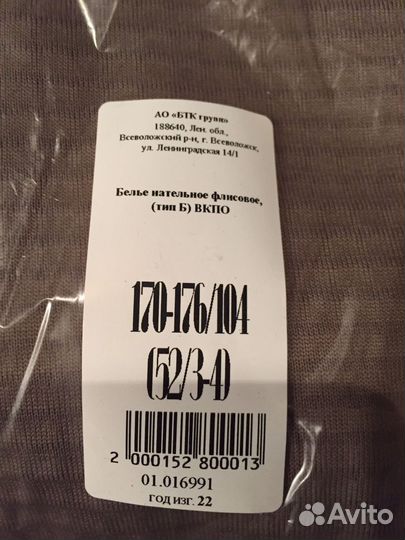 АО «БТК групп»
188640, Лен. обл.,
Всеволожский р-н, г. Всеволожск,
ул. Ленинградская 14/1
Белье нательное флисовое,
(тип Б) ВКПО
170-176/104
(52/3-4)
2 000152 800013
01.016991
год изг. 22
Avito